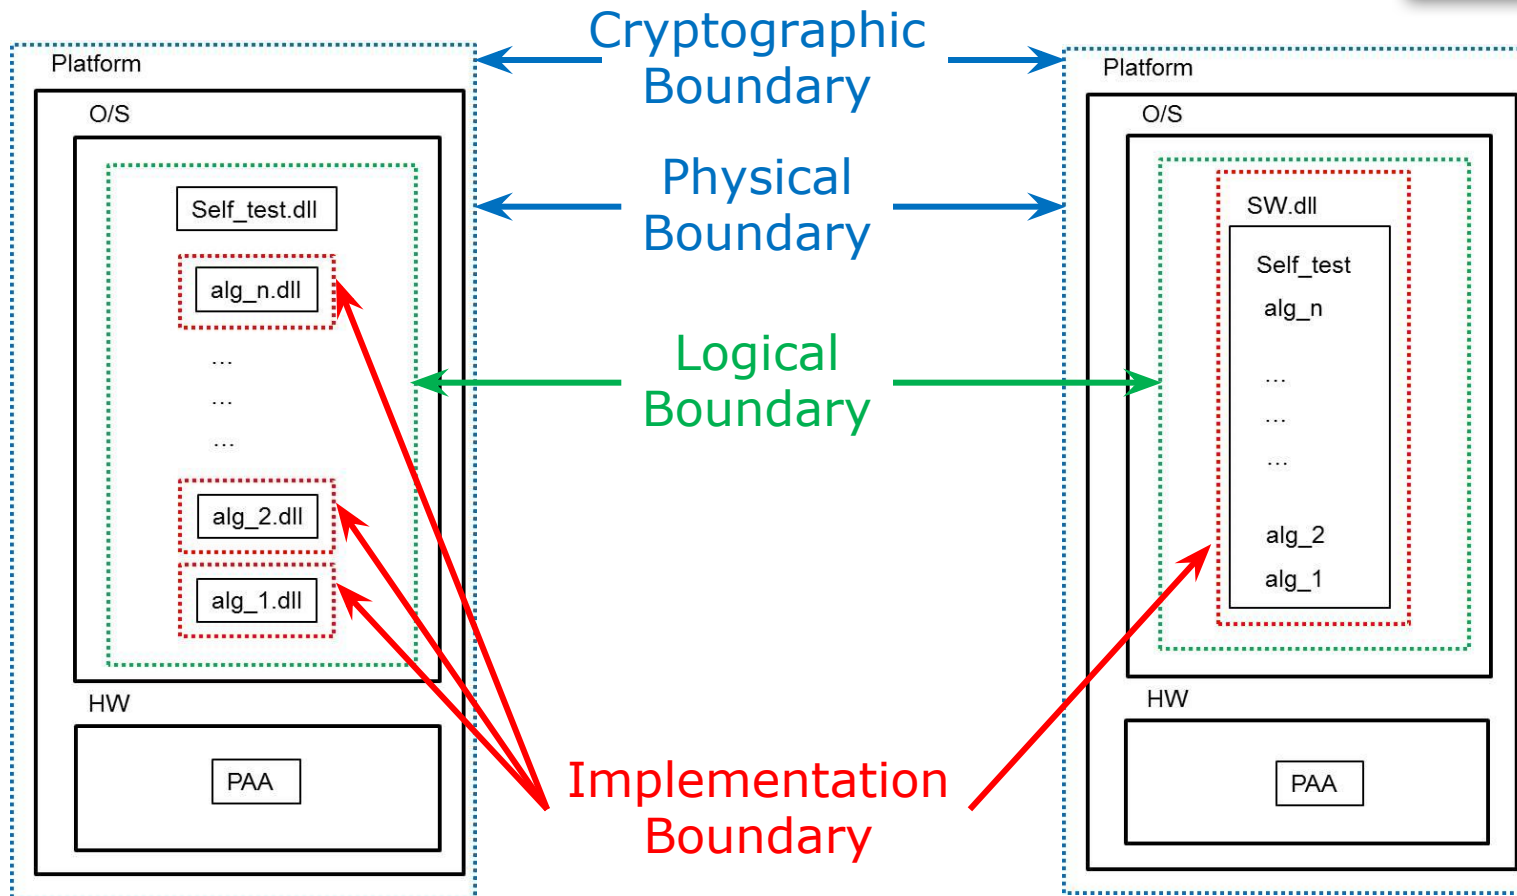 Cryptographic
Boundary
Physical
Boundary
Logical
Boundary
Implementation
Boundary
Platform
O/S
Self_test.dll
alg_n.dll
...
...
...
alg_2.dll
alg_1.dll
HW
PAA
Platform
O/S
SW.dll
Self_test
alg_n
...
...
...
alg_2
alg_1
HW
PAA